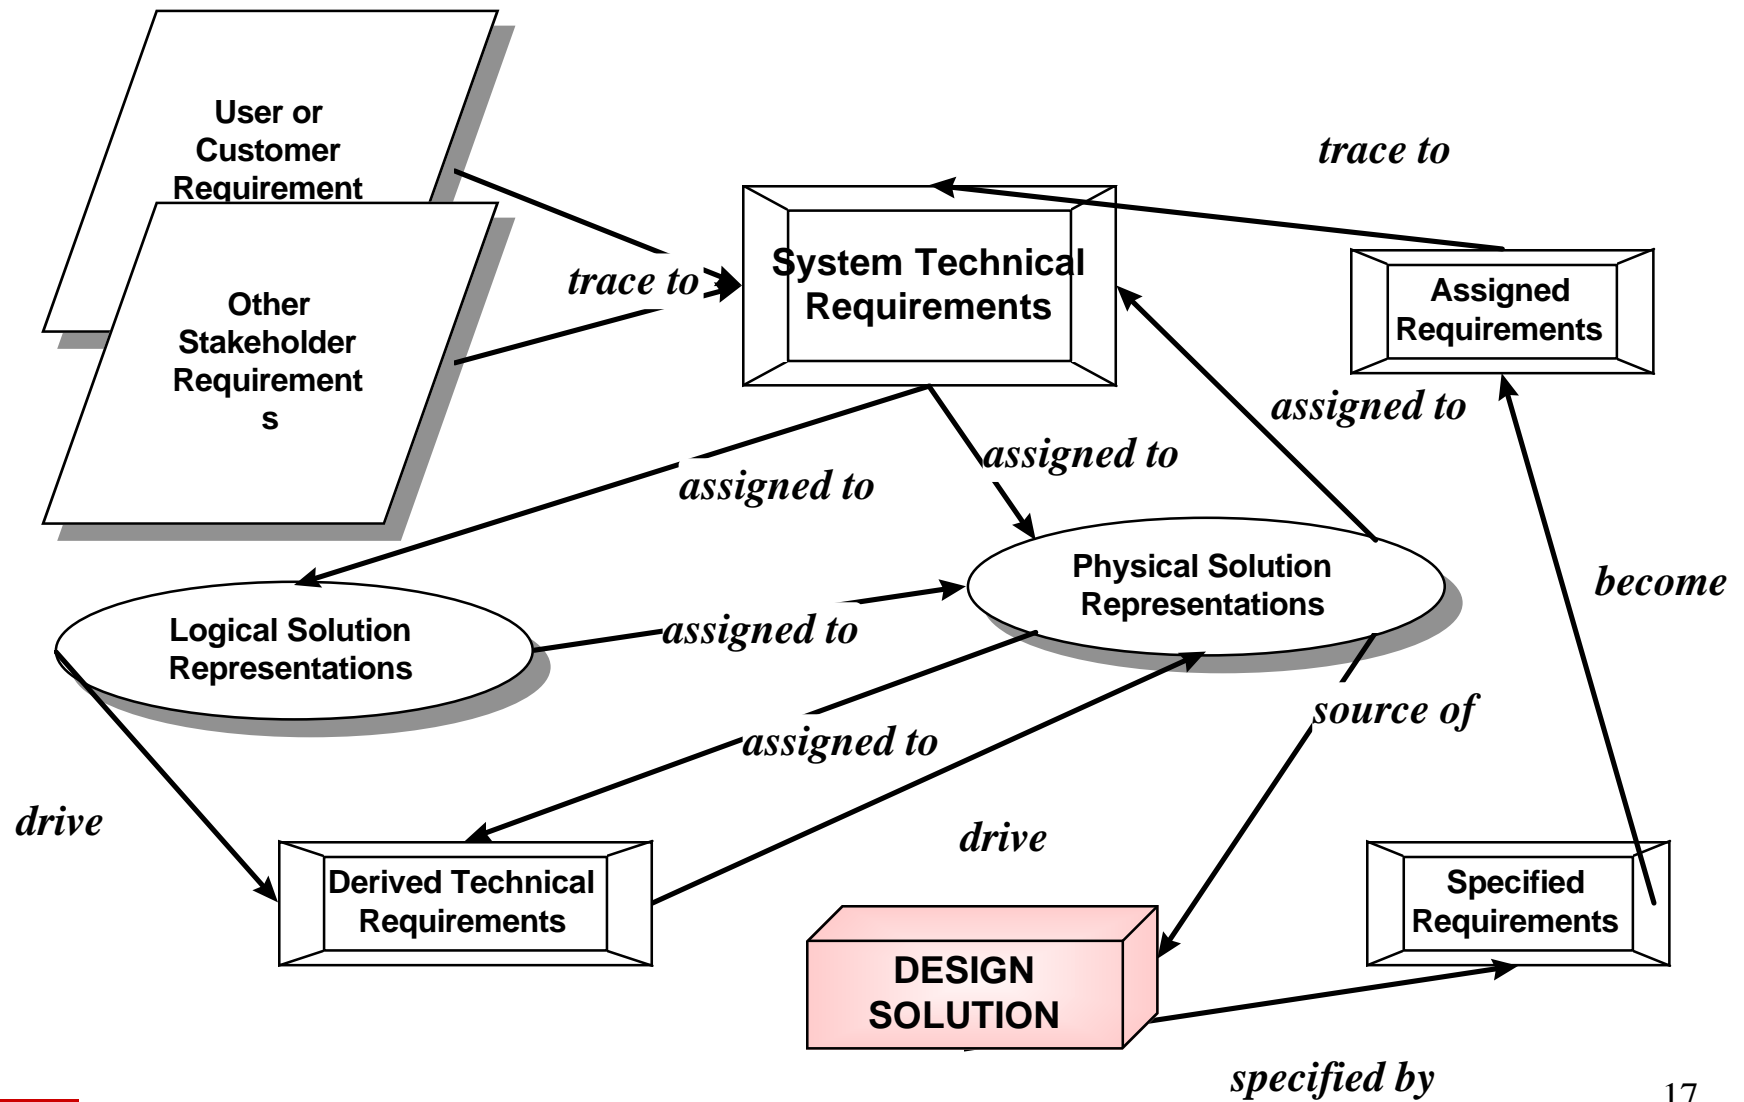 User or
Customer
Requirement
Other
Stakeholder
Requirement
s
trace to
System Technical
Requirements
trace to
Assigned
Requirements
assigned to
assigned to
assigned to
Physical Solution
Representations
become
Logical Solution
Representations
assigned to
source of
assigned to
drive
drive
Derived Technical
Requirements
Specified
Requirements
DESIGN
SOLUTION
specified by
17